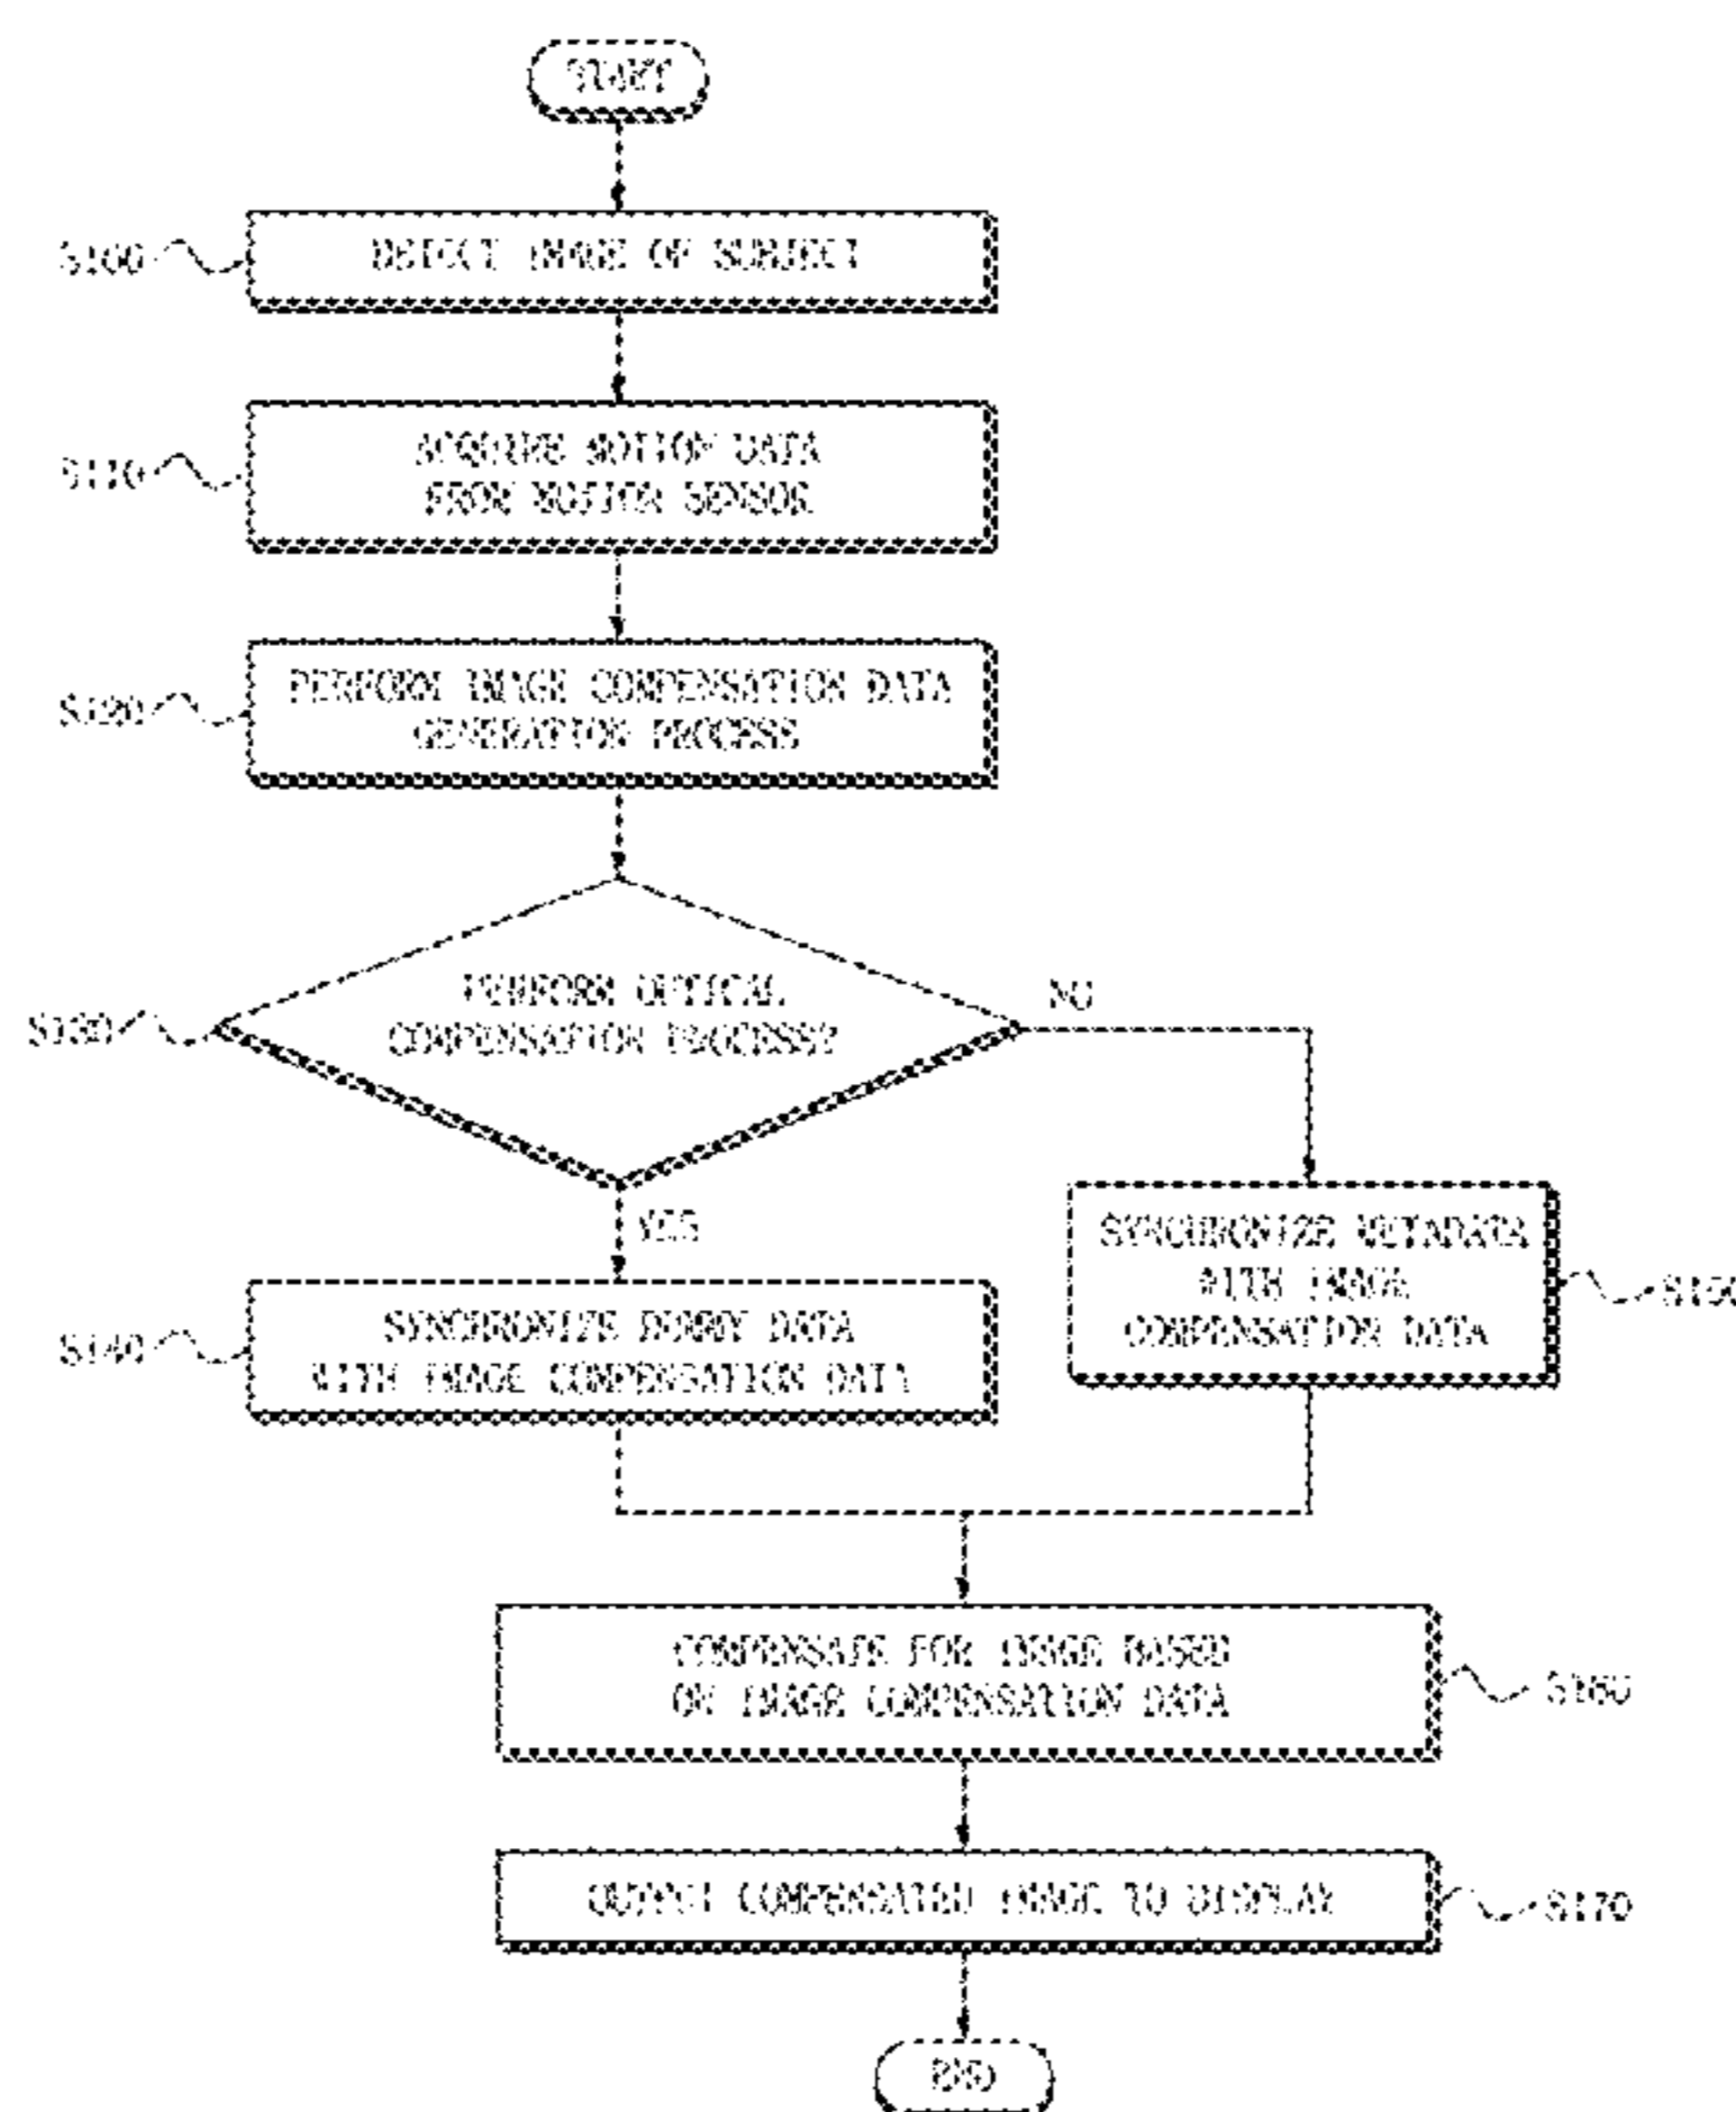 START
S100
DETECT IMAGE OF SUBJECT
S110
ACQUIRE MOTION DATA
FROM MOTION SENSOR
S120
PERFORM IMAGE COMPENSATION DATA
GENERATION PROCESS
S130
PERFORM OPTICAL
COMPENSATION PROCESS?
NO
YES
S140
SYNCHRONIZE DUMMY DATA
WITH IMAGE COMPENSATION DATA
SYNCHRONIZE METADATA
WITH IMAGE
COMPENSATION DATA
S150
COMPENSATE FOR IMAGE BASED
ON IMAGE COMPENSATION DATA
S160
OUTPUT COMPENSATED IMAGE TO DISPLAY
S170
END